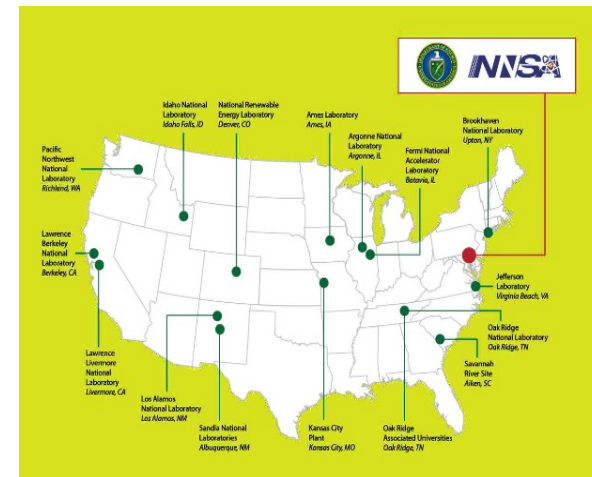 NNSA
Idaho National
Laboratory
Idaho Falls, ID
National Renewable
Energy Laboratory
Denver, CO
Ames Laboratory
Ames, IA
Argonne National
Laboratory
Argonne, IL
Fermi National
Accelerator
Laboratory
Batavia, IL
Brookhaven
National Laboratory
Upton, NY
Pacific
Northwest
National
Laboratory
Richland, WA
Lawrence
Berkeley
National
Laboratory
Berkeley, CA
Lawrence
Livermore
National
Laboratory
Livermore, CA
Los Alamos
National Laboratory
Los Alamos, NM
Sandia National
Laboratories
Albuquerque, NM
Kansas City
Plant
Kansas City, MO
Oak Ridge
Associated Universities
Oak Ridge, TN
Jefferson
Laboratory
Virginia Beach, VA
Oak Ridge
National Laboratory
Oak Ridge, TN
Savannah
River Site
Aiken, SC